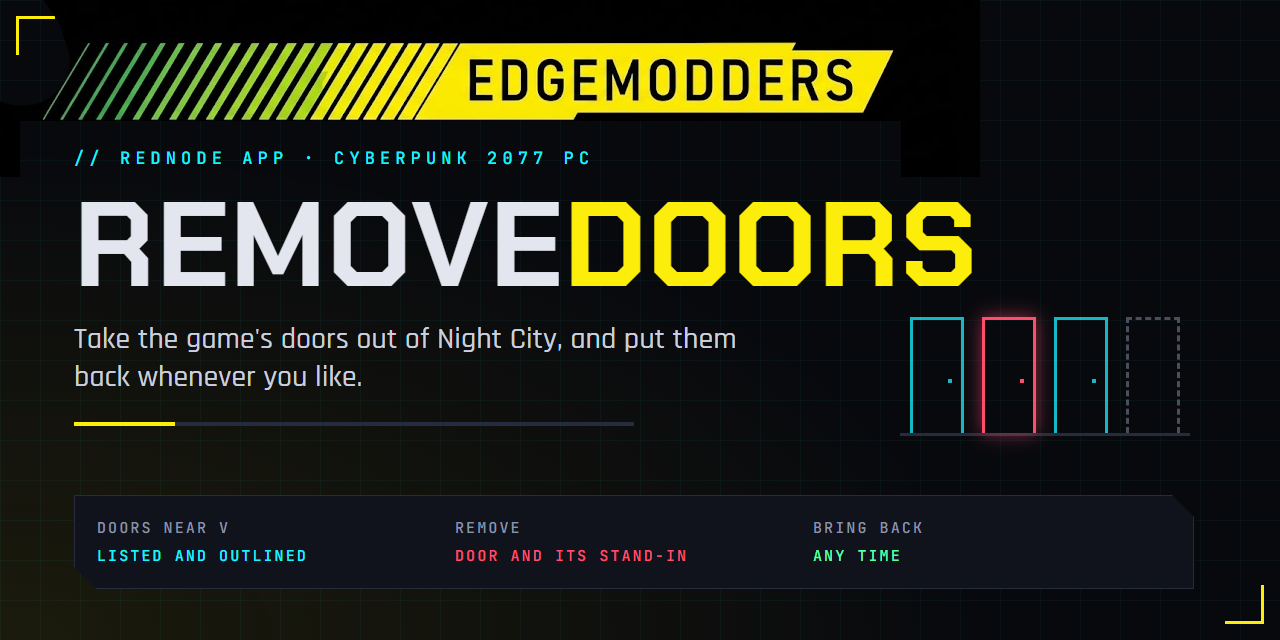 EDGEMODDERS
// REDNODE APP · CYBERPUNK 2077 PC
REMOVEDOORS
Take the game's doors out of Night City, and put them
back whenever you like.
DOORS NEAR V
LISTED AND OUTLINED
REMOVE
DOOR AND ITS STAND-IN
BRING BACK
ANY TIME